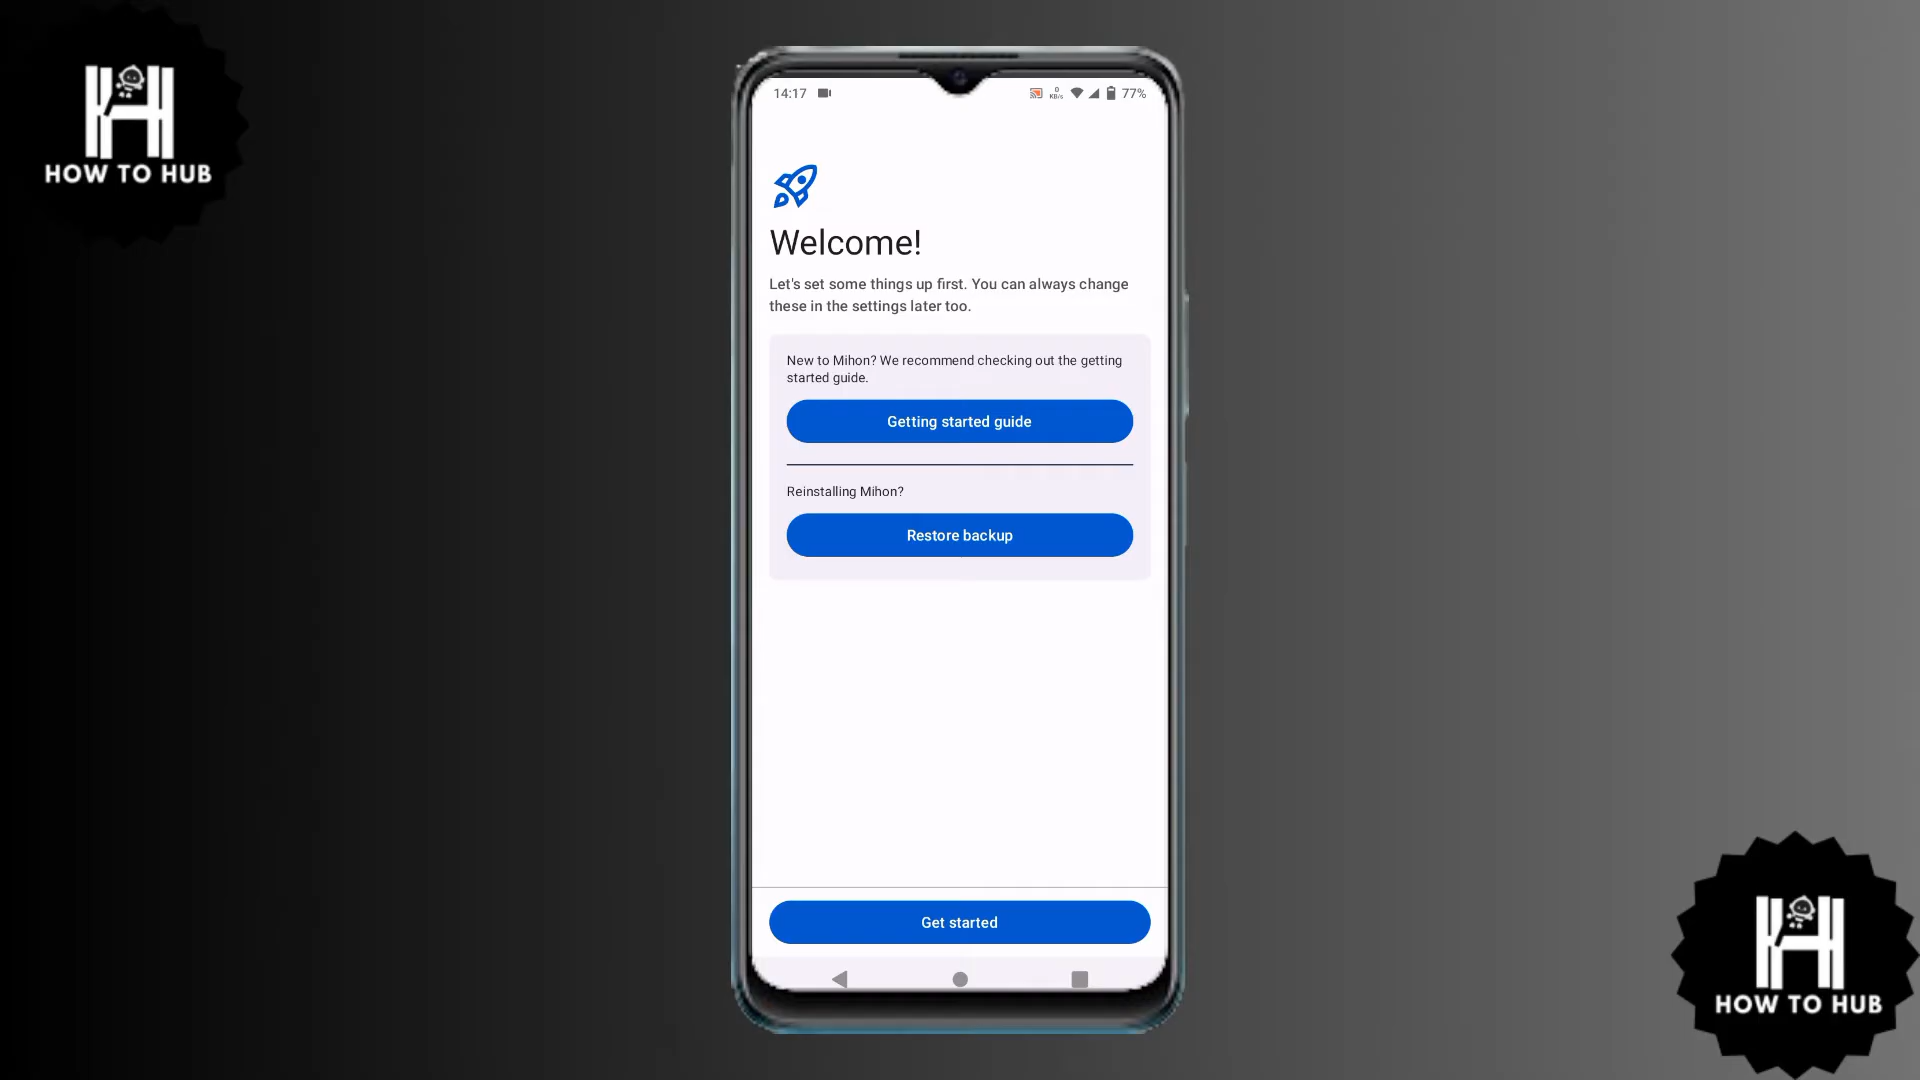 HOW TO HUB
14:17
0
KB/s
77%
Welcome!
Let's set some things up first. You can always change
these in the settings later too.
New to Mihon? We recommend checking out the getting
started guide.
Getting started guide
Reinstalling Mihon?
Restore backup
Get started
HOW TO HUB